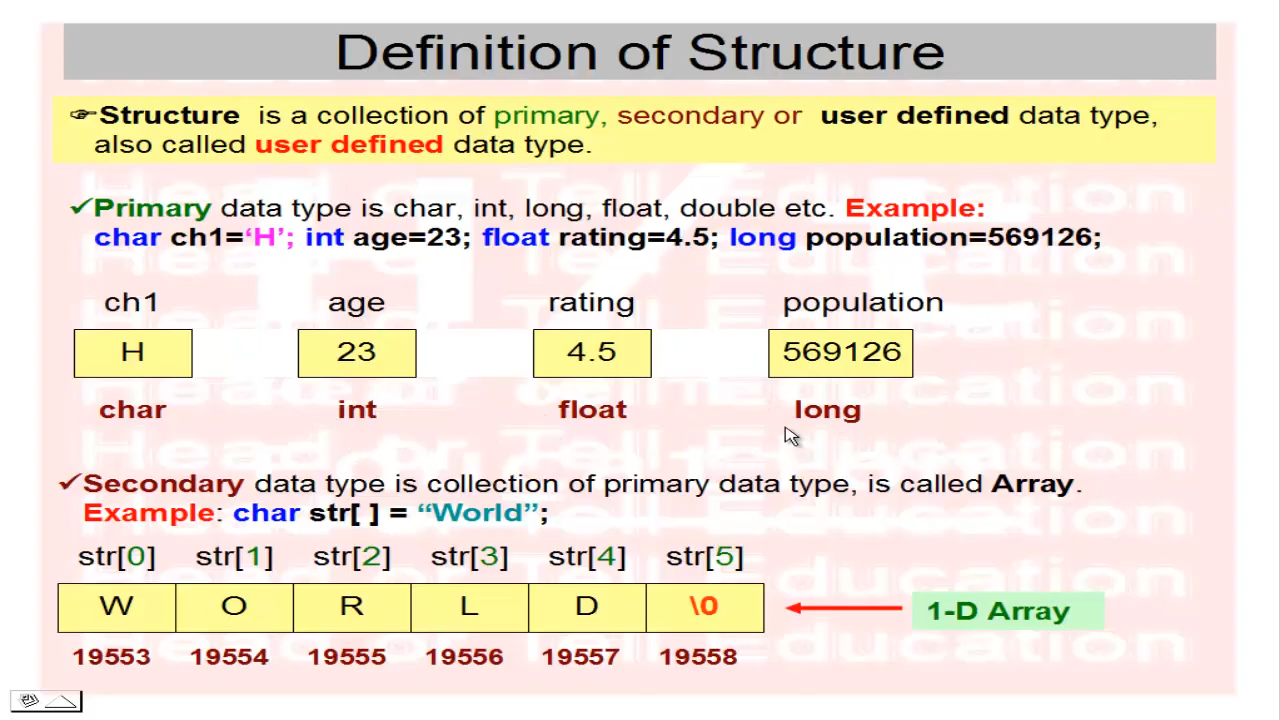 Definition of Structure
☞Structure is a collection of primary, secondary or user defined data type,
also called user defined data type.
✓Primary data type is char, int, long, float, double etc. Example:
char ch1=‘H’; int age=23; float rating=4.5; long population=569126;
ch1 age rating population
H 23 4.5 569126
char int float long
✓Secondary data type is collection of primary data type, is called Array.
Example: char str[ ] = “World”;
str[0] str[1] str[2] str[3] str[4] str[5]
W O R L D \0
1-D Array
19553 19554 19555 19556 19557 19558